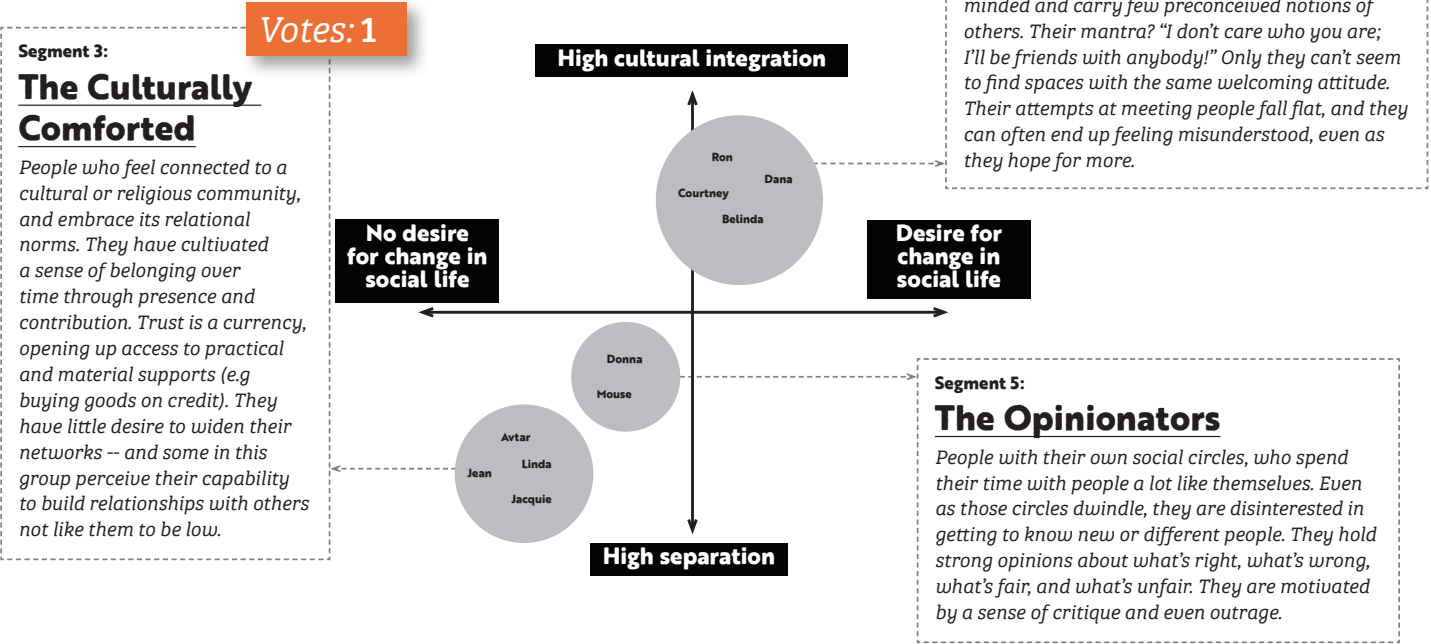 Votes: 1
Segment 3:
The Culturally
Comforted
People who feel connected to a
cultural or religious community,
and embrace its relational
norms. They have cultivated
a sense of belonging over
time through presence and
contribution. Trust is a currency,
opening up access to practical
and material supports (e.g
buying goods on credit). They
have little desire to widen their
networks -- and some in this
group perceive their capability
to build relationships with others
not like them to be low.
High cultural integration
minded and carry few preconceived notions of
others. Their mantra? “I don’t care who you are;
I’ll be friends with anybody!” Only they can’t seem
to find spaces with the same welcoming attitude.
Their attempts at meeting people fall flat, and they
can often end up feeling misunderstood, even as
they hope for more.
Ron
Dana
Courtney
Belinda
No desire
for change in
social life
Desire for
change in
social life
Donna
Mouse
Avtar
Linda
Jean
Jacquie
High separation
Segment 5:
The Opinionators
People with their own social circles, who spend
their time with people a lot like themselves. Even
as those circles dwindle, they are disinterested in
getting to know new or different people. They hold
strong opinions about what’s right, what’s wrong,
what’s fair, and what’s unfair. They are motivated
by a sense of critique and even outrage.